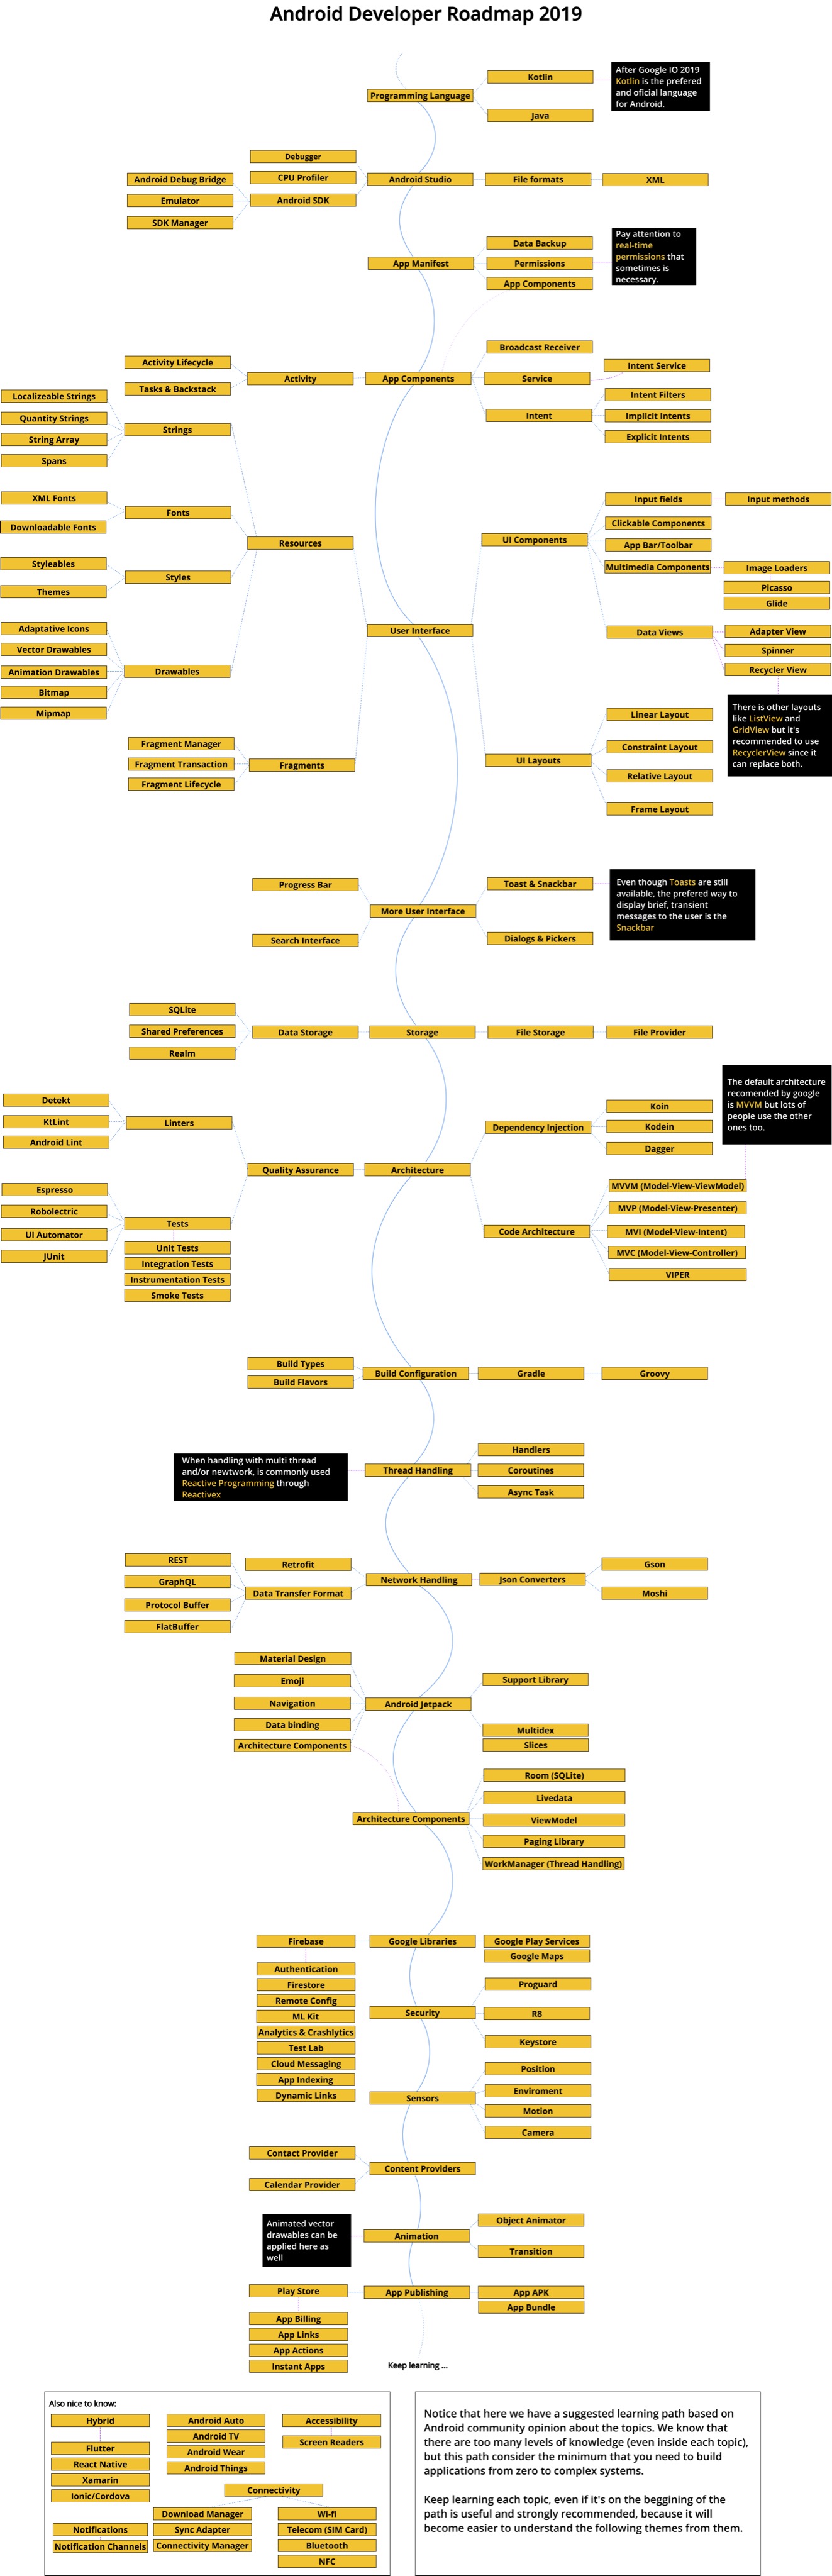 Android Developer Roadmap 2019
Programming Language
Kotlin
After Google IO 2019
Kotlin is the prefered
and oficial language
for Android.
Java
Android Studio
Debugger
CPU Profiler
Android SDK
Android Debug Bridge
Emulator
SDK Manager
File formats
XML
App Manifest
Data Backup
Permissions
App Components
Pay attention to
real-time
permissions that
sometimes is
necessary.
App Components
Activity
Activity Lifecycle
Tasks & Backstack
Broadcast Receiver
Service
Intent Service
Intent
Intent Filters
Implicit Intents
Explicit Intents
User Interface
Resources
Strings
Localizeable Strings
Quantity Strings
String Array
Spans
Fonts
XML Fonts
Downloadable Fonts
Styles
Styleables
Themes
Drawables
Adaptative Icons
Vector Drawables
Animation Drawables
Bitmap
Mipmap
Fragments
Fragment Manager
Fragment Transaction
Fragment Lifecycle
UI Components
Input fields
Input methods
Clickable Components
App Bar/Toolbar
Multimedia Components
Image Loaders
Picasso
Glide
Data Views
Adapter View
Spinner
Recycler View
There is other layouts
like ListView and
GridView but it's
recommended to use
RecyclerView since it
can replace both.
UI Layouts
Linear Layout
Constraint Layout
Relative Layout
Frame Layout
More User Interface
Progress Bar
Search Interface
Toast & Snackbar
Even though Toasts are still
available, the prefered way to
display brief, transient
messages to the user is the
Snackbar
Dialogs & Pickers
Storage
Data Storage
SQLite
Shared Preferences
Realm
File Storage
File Provider
Architecture
Quality Assurance
Linters
Detekt
KtLint
Android Lint
Tests
Espresso
Robolectric
UI Automator
JUnit
Unit Tests
Integration Tests
Instrumentation Tests
Smoke Tests
Dependency Injection
Koin
Kodein
Dagger
The default architecture
recomended by google
is MVVM but lots of
people use the other
ones too.
Code Architecture
MVVM (Model-View-ViewModel)
MVP (Model-View-Presenter)
MVI (Model-View-Intent)
MVC (Model-View-Controller)
VIPER
Build Configuration
Build Types
Build Flavors
Gradle
Groovy
Thread Handling
When handling with multi thread
and/or newtwork, is commonly used
Reactive Programming through
Reactivex
Handlers
Coroutines
Async Task
Network Handling
Retrofit
Data Transfer Format
REST
GraphQL
Protocol Buffer
FlatBuffer
Json Converters
Gson
Moshi
Android Jetpack
Material Design
Emoji
Navigation
Data binding
Architecture Components
Support Library
Multidex
Slices
Architecture Components
Room (SQLite)
Livedata
ViewModel
Paging Library
WorkManager (Thread Handling)
Google Libraries
Firebase
Authentication
Firestore
Remote Config
ML Kit
Analytics & Crashlytics
Test Lab
Cloud Messaging
App Indexing
Dynamic Links
Google Play Services
Google Maps
Security
Proguard
R8
Keystore
Sensors
Position
Enviroment
Motion
Camera
Content Providers
Contact Provider
Calendar Provider
Animation
Animated vector
drawables can be
applied here as
well
Object Animator
Transition
App Publishing
Play Store
App Billing
App Links
App Actions
Instant Apps
App APK
App Bundle
Keep learning ...
Also nice to know:
Hybrid
Flutter
React Native
Xamarin
Ionic/Cordova
Notifications
Notification Channels
Android Auto
Android TV
Android Wear
Android Things
Accessibility
Screen Readers
Connectivity
Download Manager
Sync Adapter
Connectivity Manager
Wi-fi
Telecom (SIM Card)
Bluetooth
NFC
Notice that here we have a suggested learning path based on
Android community opinion about the topics. We know that
there are too many levels of knowledge (even inside each topic),
but this path consider the minimum that you need to build
applications from zero to complex systems.
Keep learning each topic, even if it's on the beggining of the
path is useful and strongly recommended, because it will
become easier to understand the following themes from them.